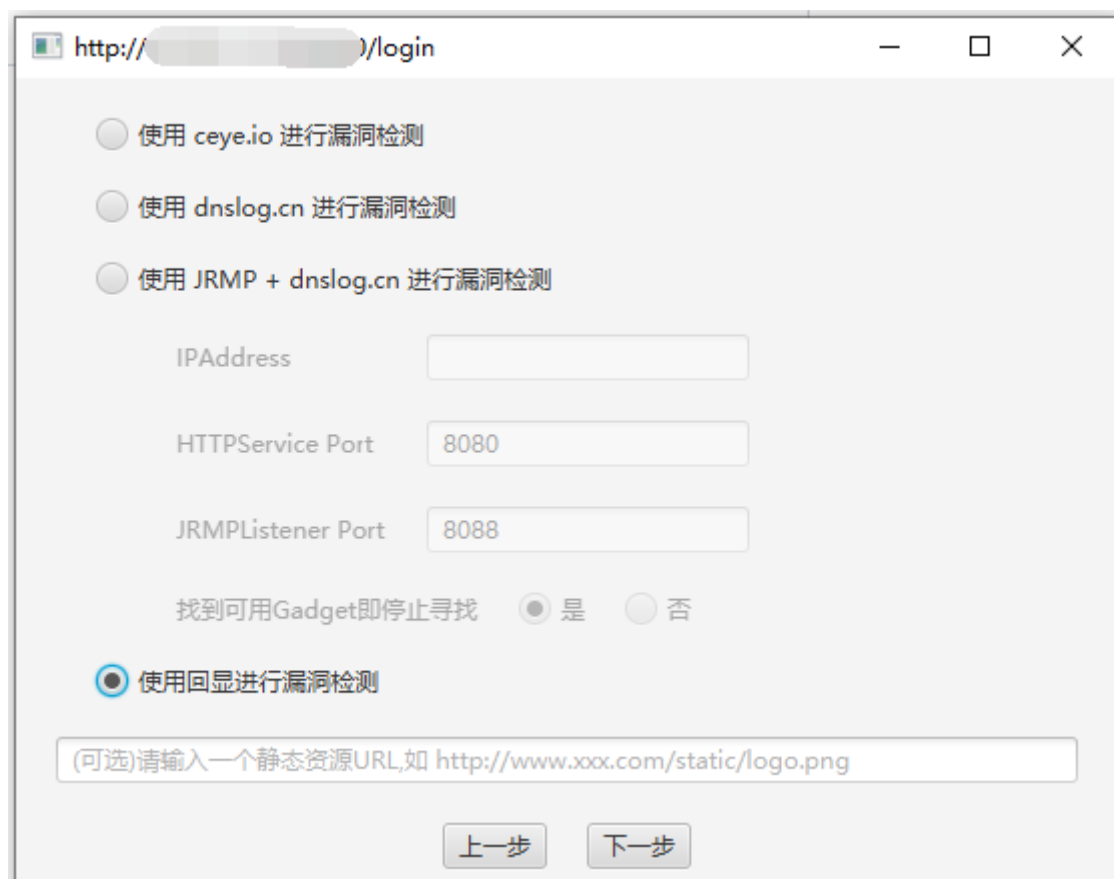 http:// /login
使用 ceye.io 进行漏洞检测
使用 dnslog.cn 进行漏洞检测
使用 JRMP + dnslog.cn 进行漏洞检测
IPAddress
HTTPService Port 8080
JRMPListener Port 8088
找到可用Gadget即停止寻找 是 否
使用回显进行漏洞检测
(可选)请输入一个静态资源URL,如 http://www.xxx.com/static/logo.png
上一步 下一步